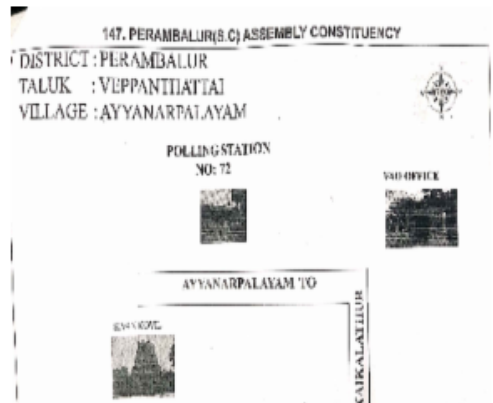 147. PERAMBALUR(S.C) ASSEMBLY CONSTITUENCY
DISTRICT : PERAMBALUR
TALUK : VEPPANTHATTAI
VILLAGE : AYYANARPALAYAM
POLLING STATION
NO: 72
VAO OFFICE
AYYANARPALAYAM TO
KAIKALATHUR